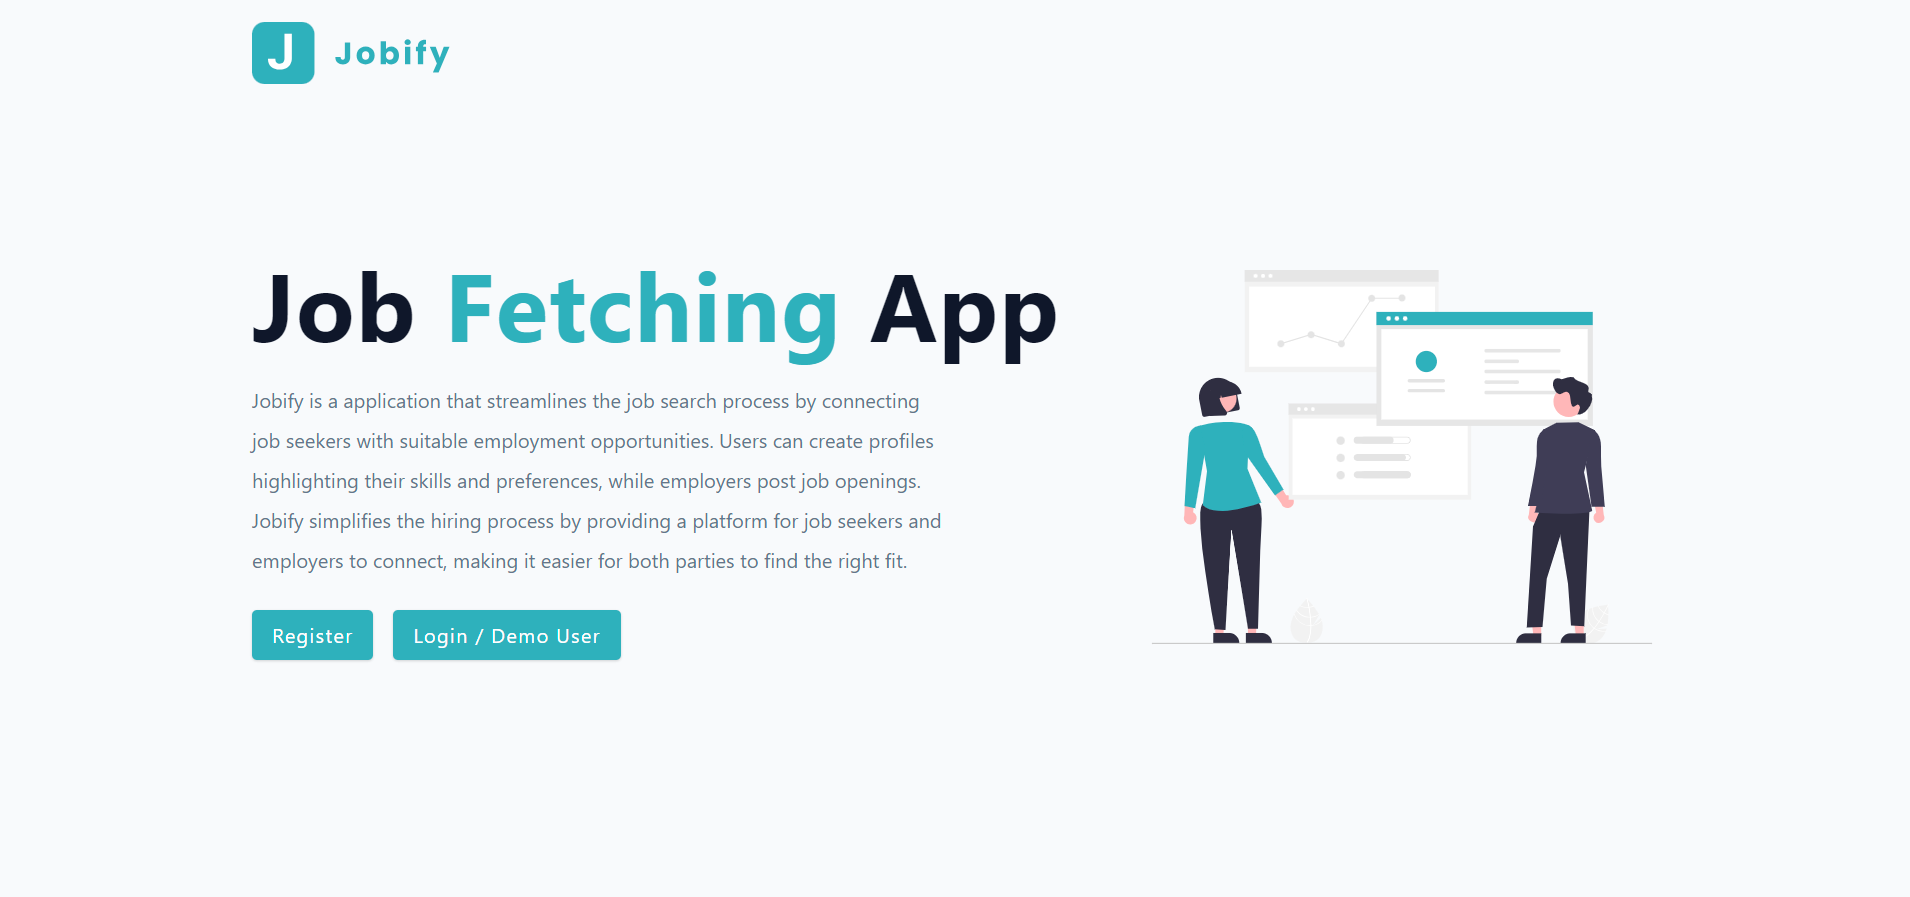 J Jobify
Job Fetching App
Jobify is a application that streamlines the job search process by connecting
job seekers with suitable employment opportunities. Users can create profiles
highlighting their skills and preferences, while employers post job openings.
Jobify simplifies the hiring process by providing a platform for job seekers and
employers to connect, making it easier for both parties to find the right fit.
Register
Login / Demo User